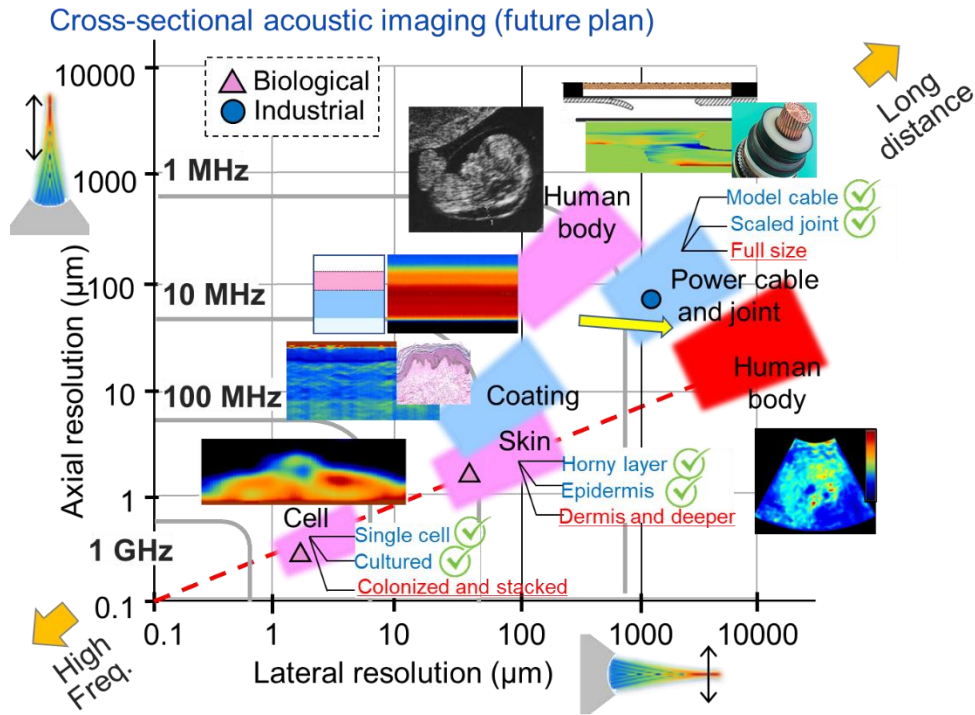 Cross-sectional acoustic imaging (future plan)
Biological
Industrial
Long
distance
10000
1000
100
10
1
0.1
Axial resolution (µm)
1 MHz
10 MHz
100 MHz
1 GHz
Human
body
Model cable
Scaled joint
Full size
Power cable
and joint
Human
body
Coating
Skin
Horny layer
Epidermis
Dermis and deeper
Cell
Single cell
Cultured
Colonized and stacked
0.1
1
10
100
1000
10000
Lateral resolution (µm)
High
Freq.